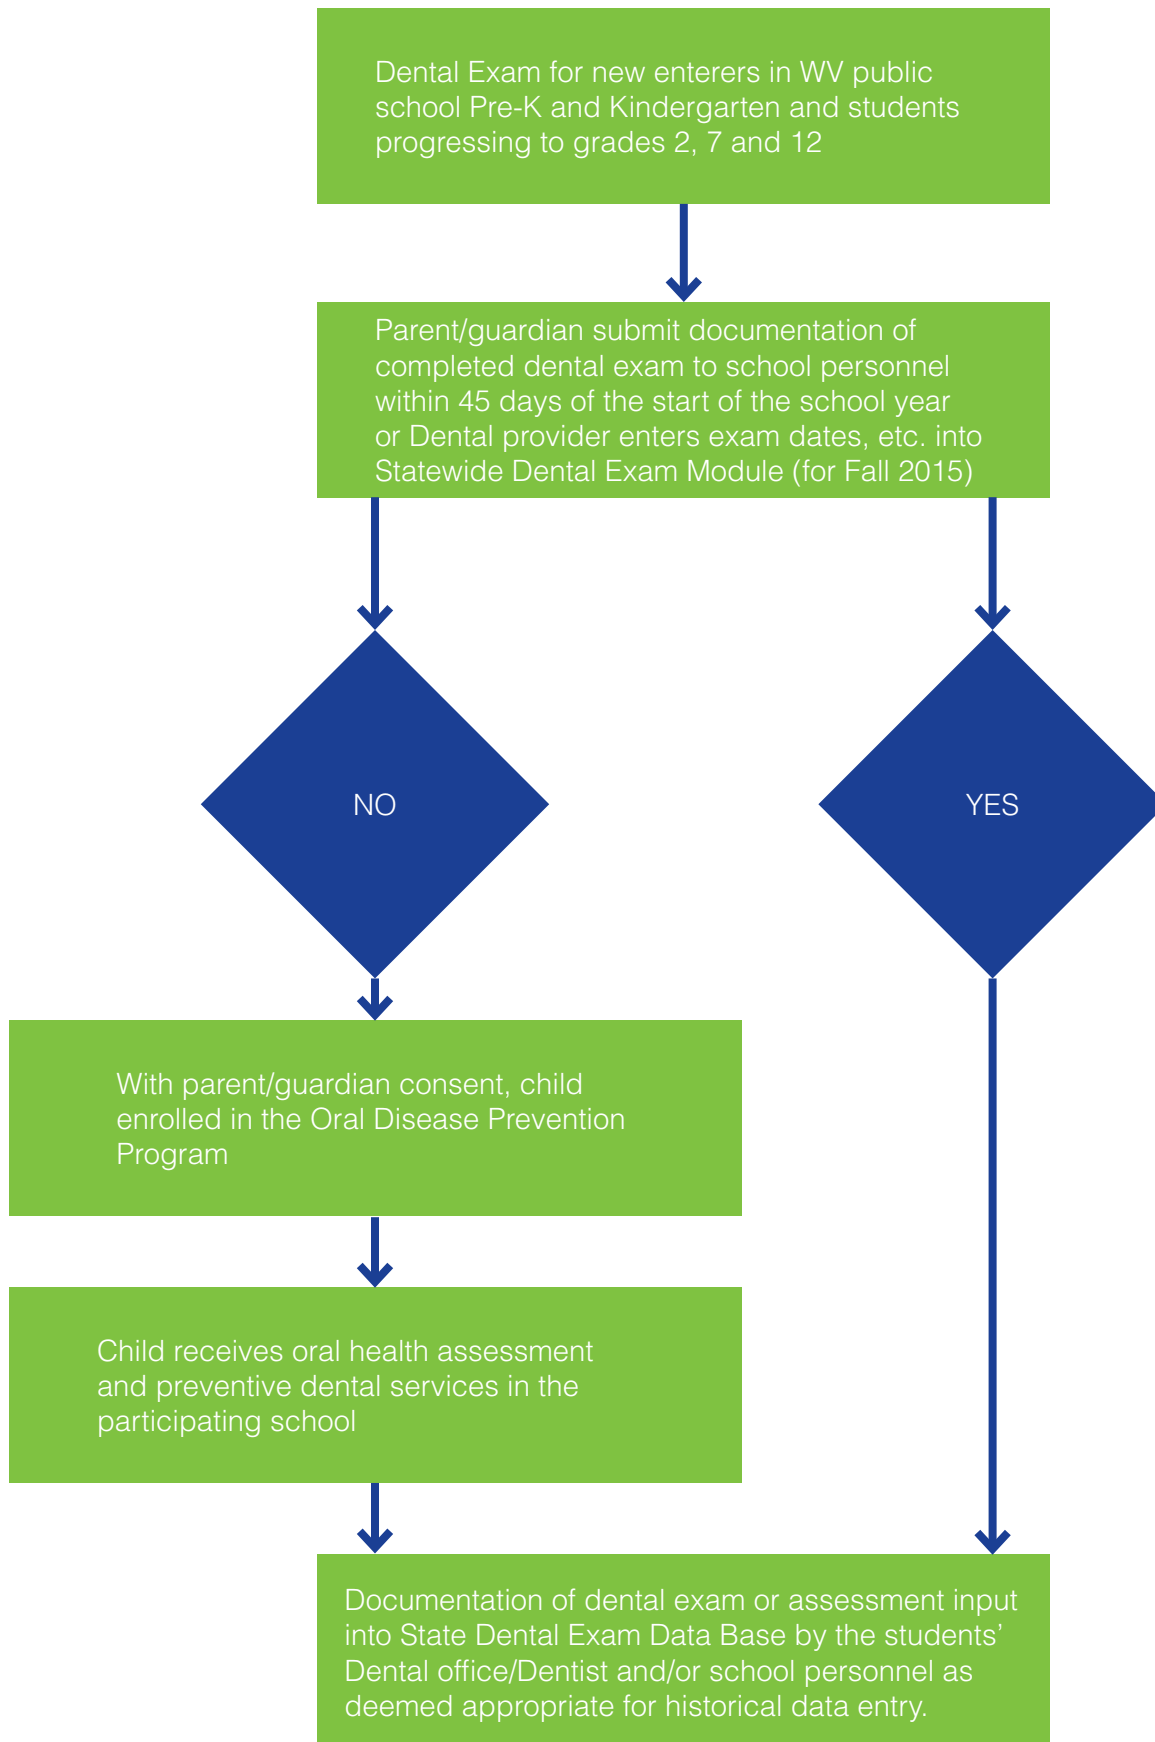 Dental Exam for new enterers in WV public
school Pre-K and Kindergarten and students
progressing to grades 2, 7 and 12
Parent/guardian submit documentation of
completed dental exam to school personnel
within 45 days of the start of the school year
or Dental provider enters exam dates, etc. into
Statewide Dental Exam Module (for Fall 2015)
NO
YES
With parent/guardian consent, child
enrolled in the Oral Disease Prevention
Program
Child receives oral health assessment
and preventive dental services in the
participating school
Documentation of dental exam or assessment input
into State Dental Exam Data Base by the students’
Dental office/Dentist and/or school personnel as
deemed appropriate for historical data entry.